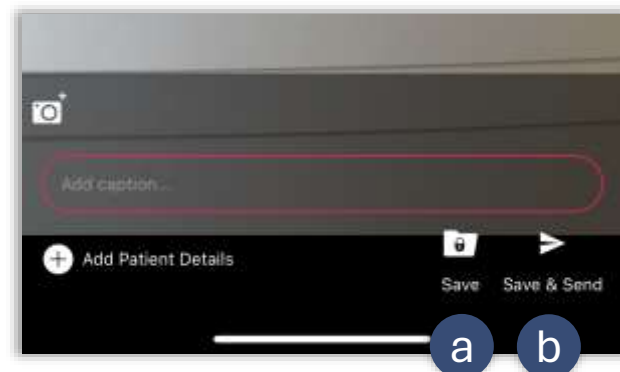 Add caption...
Add Patient Details
Save
Save & Send
a
b